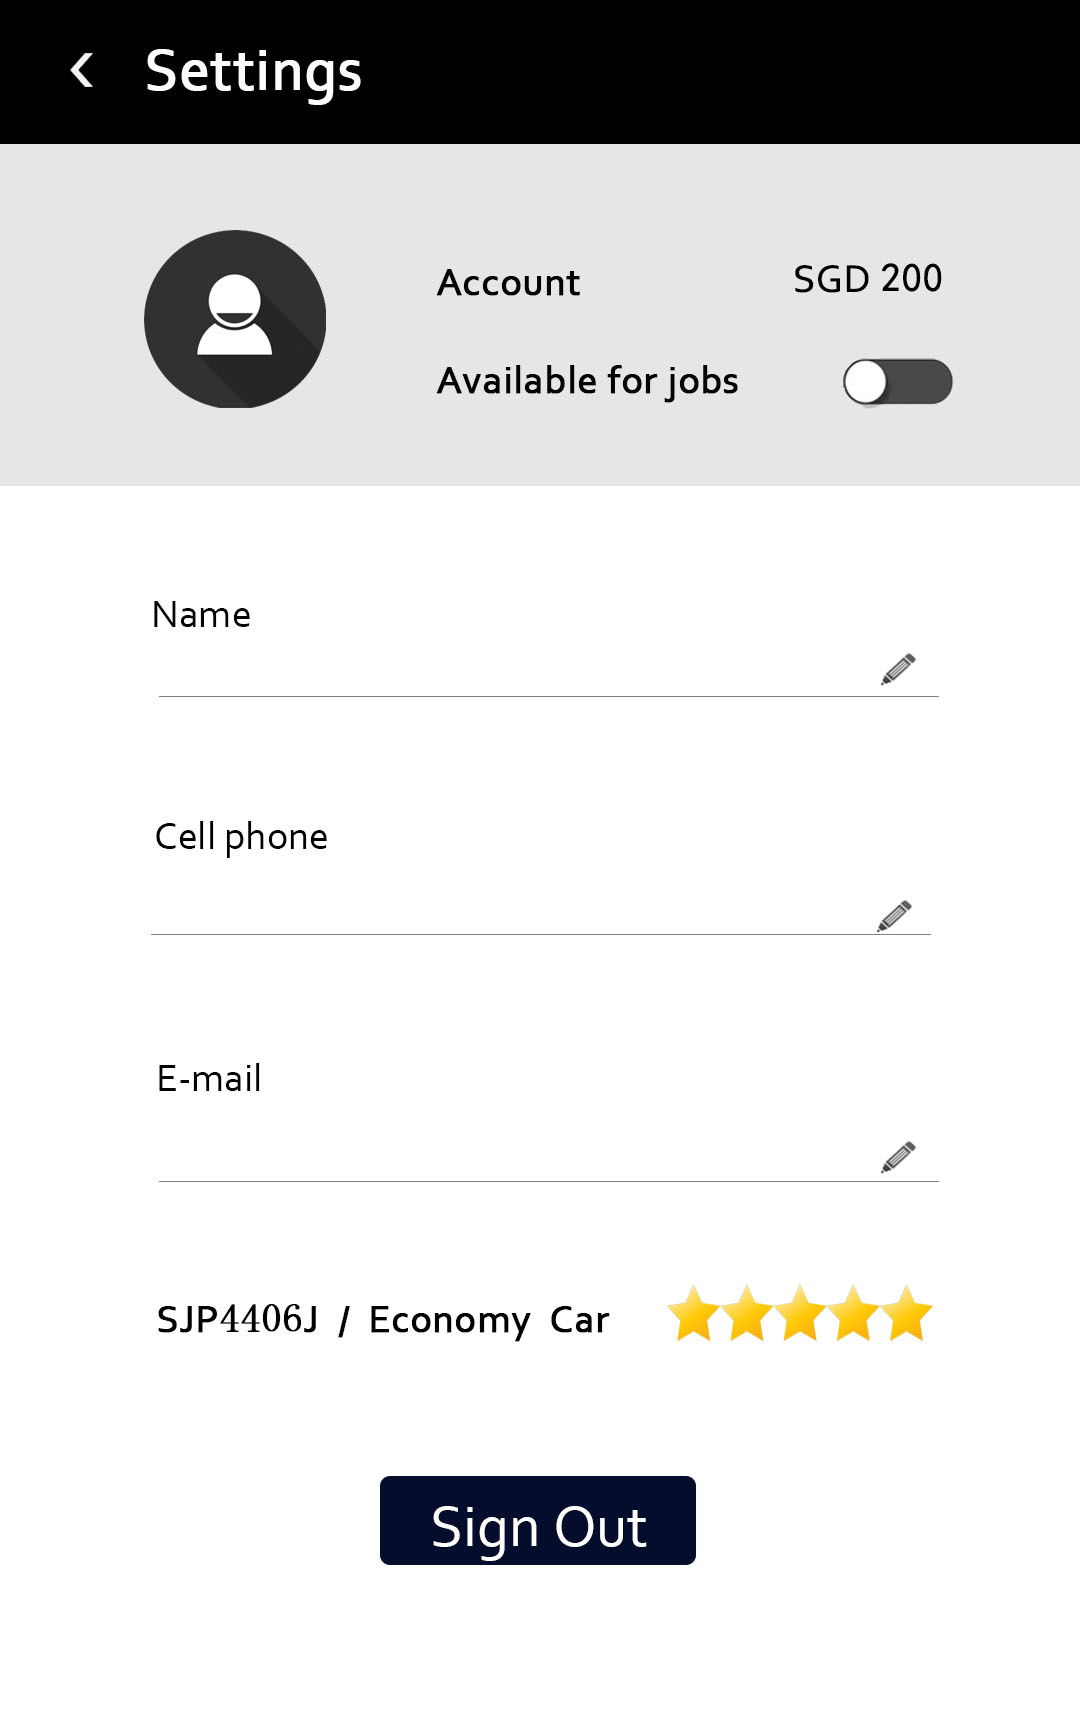 Settings
Account SGD 200
Available for jobs
Name
Cell phone
E-mail
SJP4406J / Economy Car
Sign Out